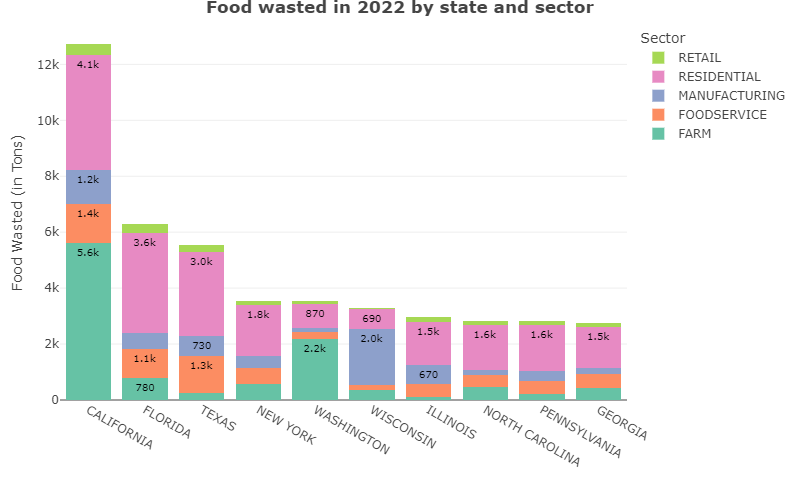 Food wasted in 2022 by state and sector
Sector
RETAIL
RESIDENTIAL
MANUFACTURING
FOODSERVICE
FARM
Food Wasted (in Tons)
12k
10k
8k
6k
4k
2k
0
4.1k
1.2k
1.4k
5.6k
3.6k
1.1k
780
3.0k
730
1.3k
1.8k
870
2.2k
690
2.0k
1.5k
670
1.6k
1.6k
1.5k
CALIFORNIA
FLORIDA
TEXAS
NEW YORK
WASHINGTON
WISCONSIN
ILLINOIS
NORTH CAROLINA
PENNSYLVANIA
GEORGIA